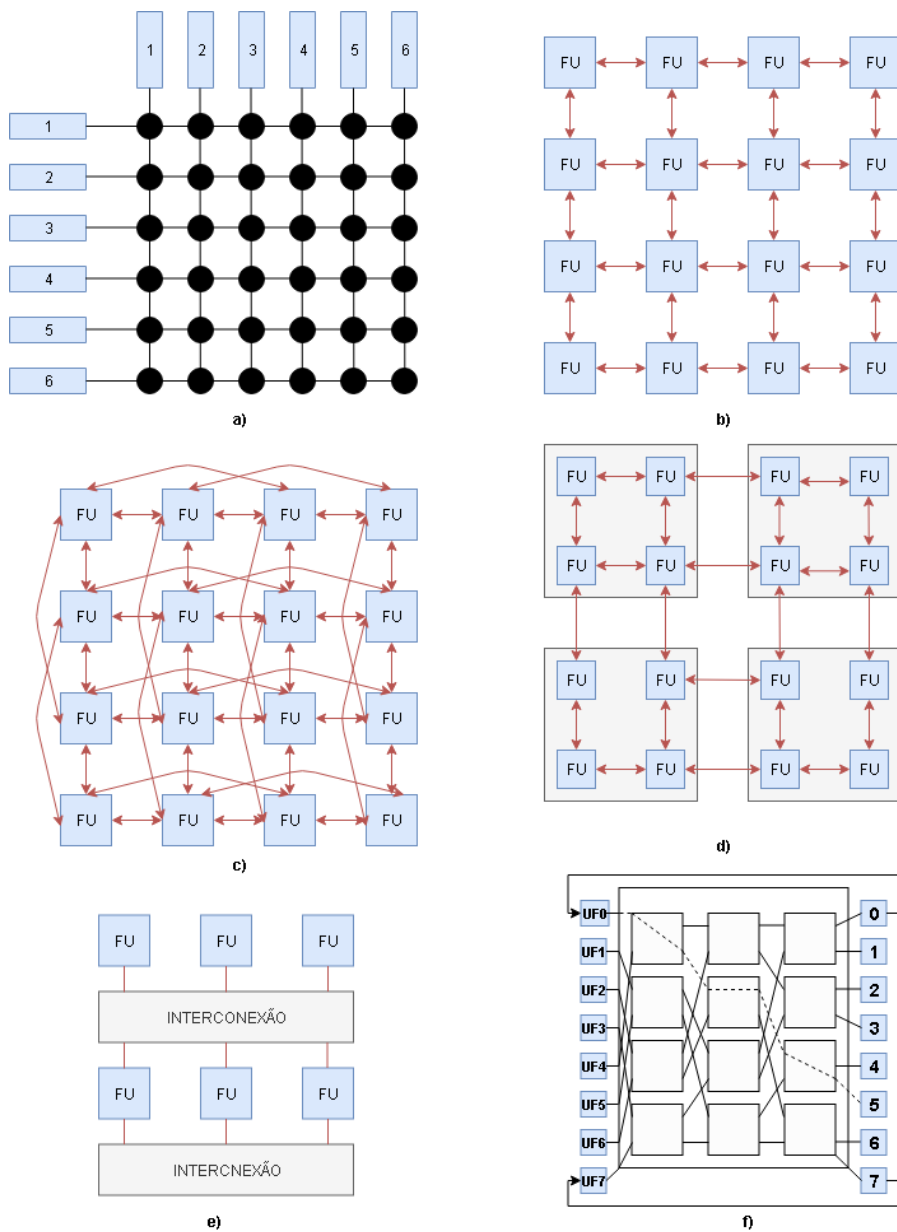 1 2 3 4 5 6
1
2
3
4
5
6
a)
FU FU FU FU
FU FU FU FU
FU FU FU FU
FU FU FU FU
b)
FU FU FU FU
FU FU FU FU
FU FU FU FU
FU FU FU FU
c)
FU FU FU FU
FU FU FU FU
FU FU FU FU
FU FU FU FU
d)
FU FU FU
INTERCONEXÃO
FU FU FU
INTERCNEXÃO
e)
UF0 0
UF1 1
UF2 2
UF3 3
UF4 4
UF5 5
UF6 6
UF7 7
f)